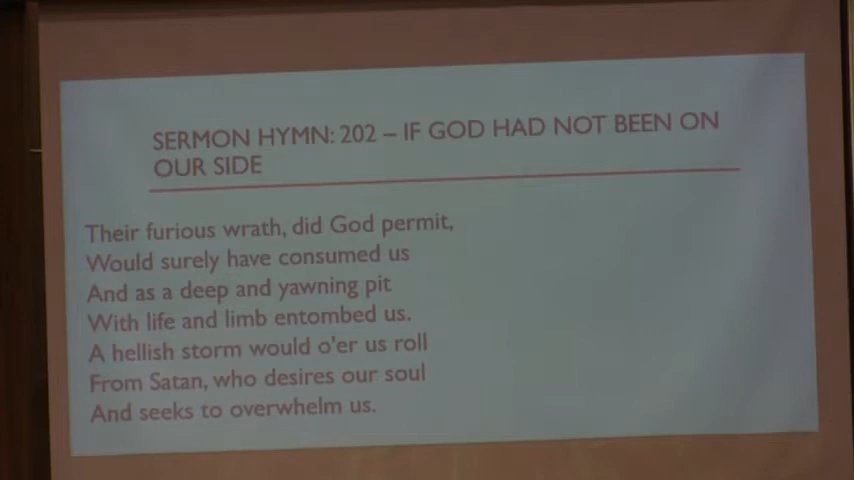 SERMON HYMN: 202 – IF GOD HAD NOT BEEN ON
OUR SIDE
Their furious wrath, did God permit,
Would surely have consumed us
And as a deep and yawning pit
With life and limb entombed us.
A hellish storm would o'er us roll
From Satan, who desires our soul
And seeks to overwhelm us.